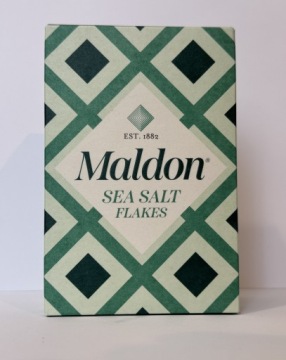 EST. 1882
Maldon®
SEA SALT
FLAKES